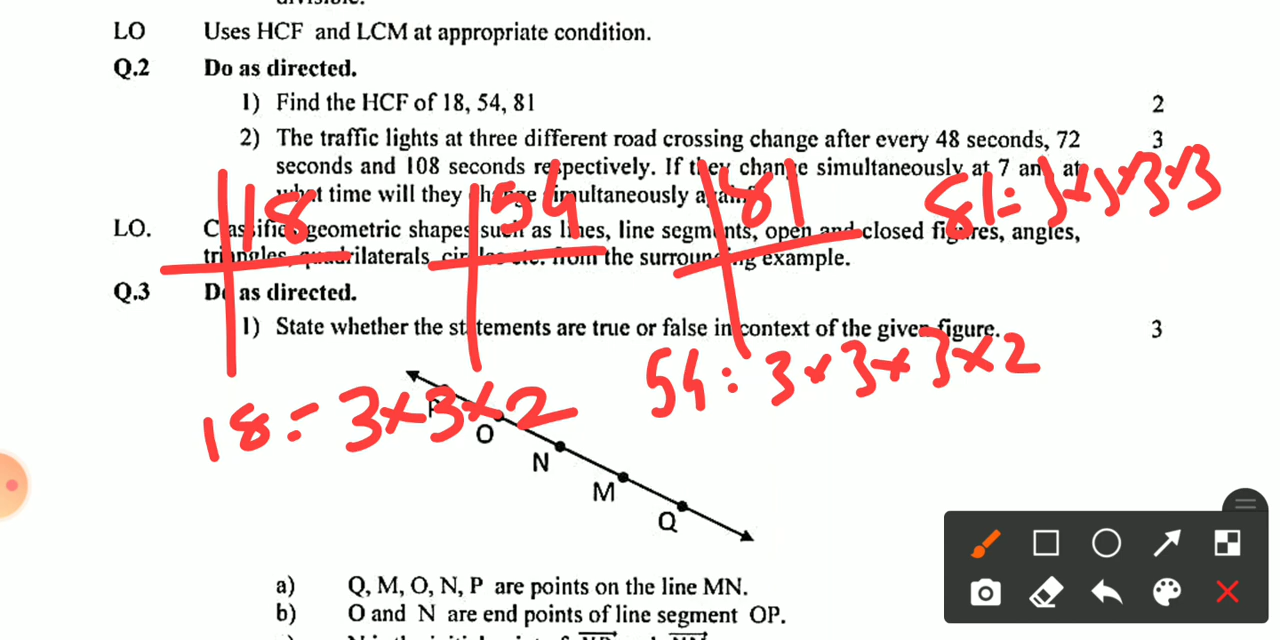 LO Uses HCF and LCM at appropriate condition.
Q.2 Do as directed.
1) Find the HCF of 18, 54, 81 2
2) The traffic lights at three different road crossing change after every 48 seconds, 72 3
seconds and 108 seconds respectively. If they change simultaneously at 7 am at
what time will they change simultaneously again
18 54 81 81= 3×3×3×3
LO. Classifies geometric shapes such as lines, line segments, open and closed figures, angles,
triangles, quadrilaterals, circles etc. from the surrounding example.
Q.3 Do as directed.
1) State whether the statements are true or false in context of the given figure. 3
54: 3×3×3×2
18= 3×3×2
P
O
N
M
Q
a) Q, M, O, N, P are points on the line MN.
b) O and N are end points of line segment OP.